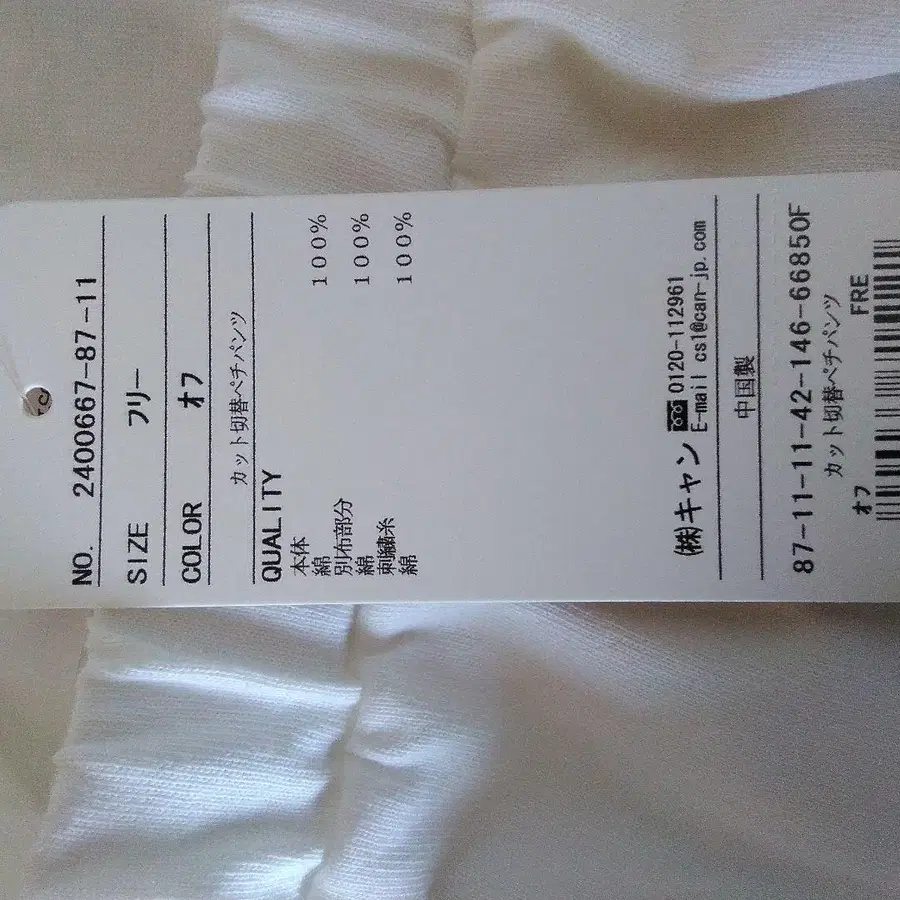 NO. 2400667-87-11
SIZE フリー
COLOR オフ
カット切替ペチパンツ
QUALITY
本体
綿 100%
別布部分
綿 100%
刺繍糸
綿 100%
(株)キャン 0120-112961
E-mail cs1@can-jp.com
中国製
87-11-11-42-146-66850F
カット切替ペチパンツ
オフ FRE